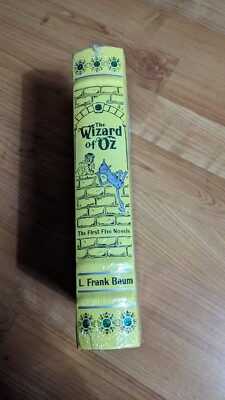 The
Wizard
of Oz
The First Five Novels
L. Frank Baum